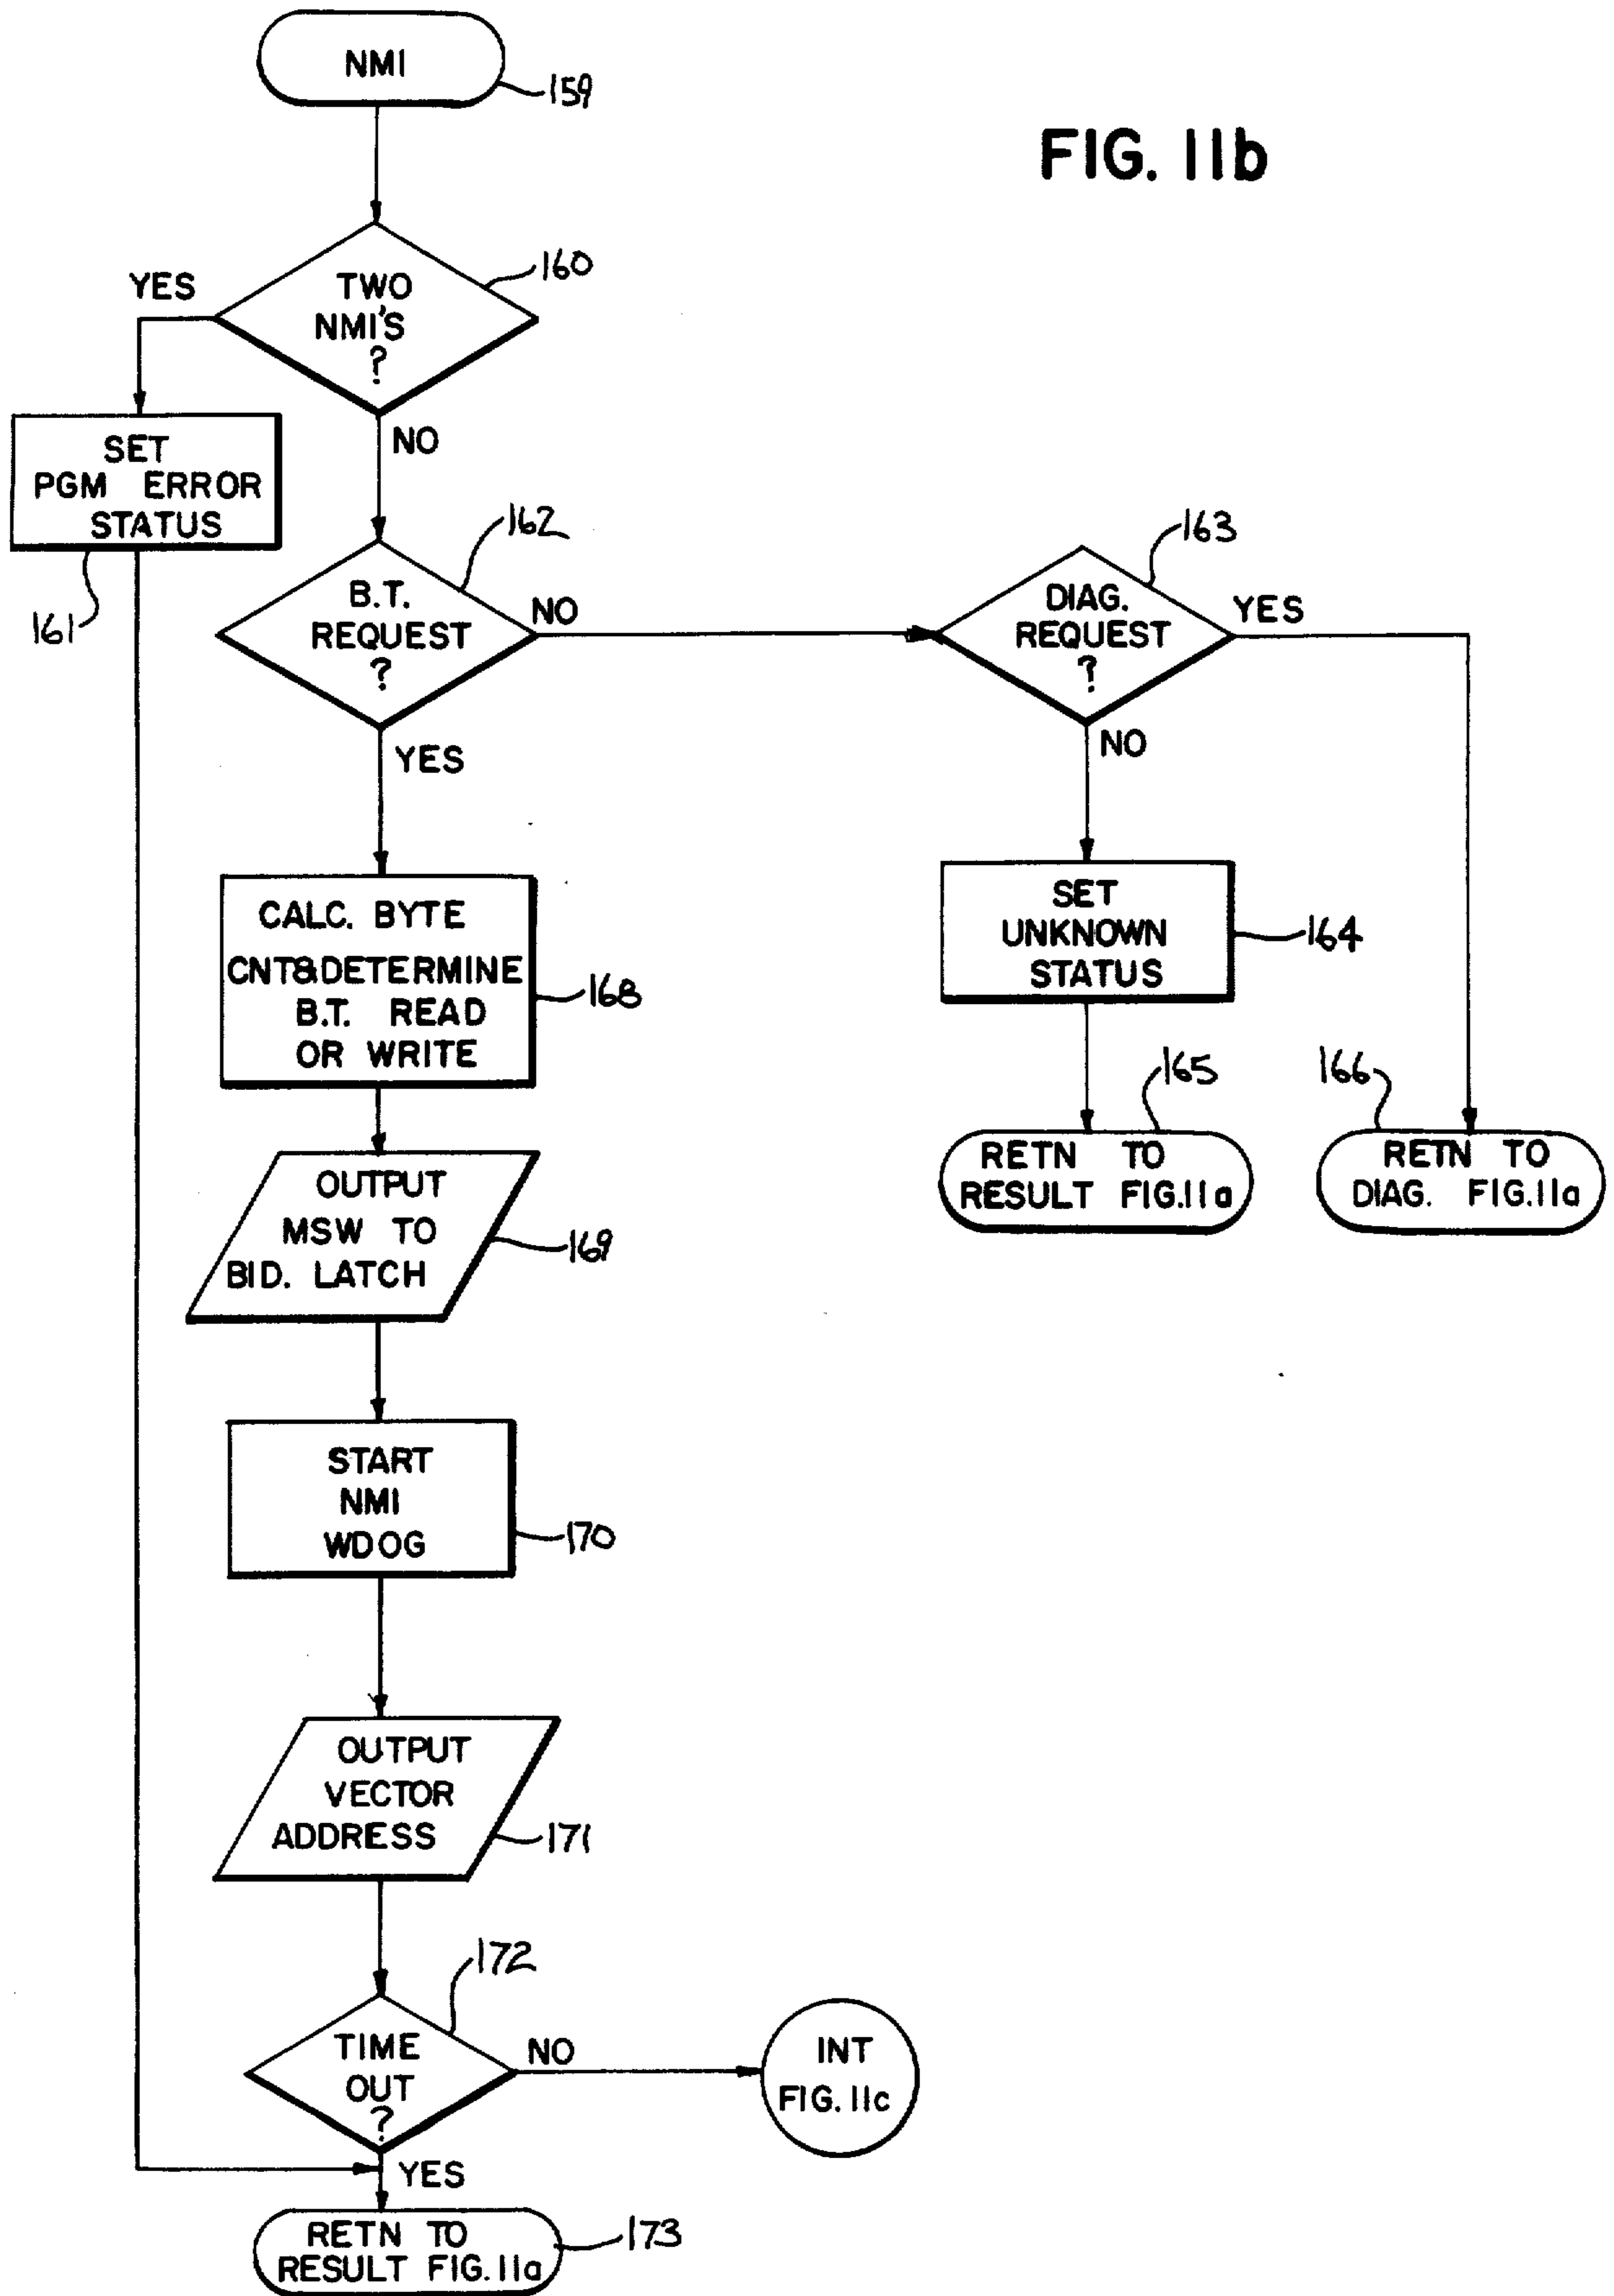 NMI
159
FIG. 11b
160
YES
TWO
NMI'S
?
NO
SET
PGM ERROR
STATUS
161
162
B.T.
REQUEST
?
NO
YES
163
DIAG.
REQUEST
?
YES
NO
SET
UNKNOWN
STATUS
164
165
RETN TO
RESULT FIG.11a
166
RETN TO
DIAG. FIG.11a
CALC. BYTE
CNT&DETERMINE
B.T. READ
OR WRITE
168
OUTPUT
MSW TO
BID. LATCH
169
START
NMI
WDOG
170
OUTPUT
VECTOR
ADDRESS
171
172
TIME
OUT
?
NO
INT
FIG. 11c
YES
RETN TO
RESULT FIG.11a
173